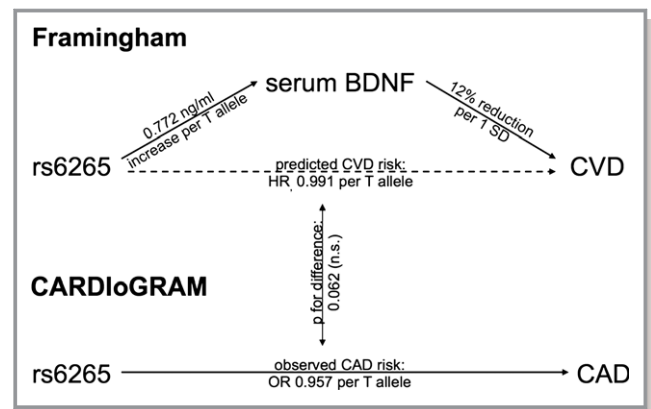 Framingham
serum BDNF
0.772 ng/ml
increase per T allele
12% reduction
per 1 SD
rs6265
predicted CVD risk:
HR 0.991 per T allele
CVD
p for difference:
0.062 (n.s.)
CARDIoGRAM
rs6265
observed CAD risk:
OR 0.957 per T allele
CAD